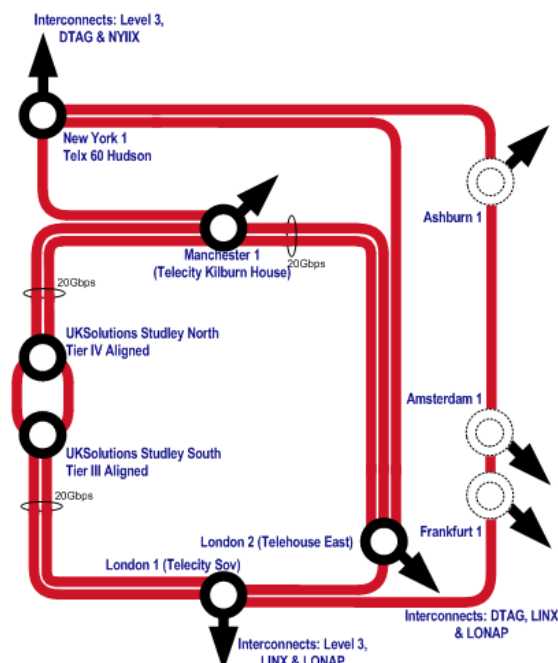 Interconnects: Level 3,
DTAG & NYIIX
New York 1
Telx 60 Hudson
Ashburn 1
Manchester 1
(Telecity Kilburn House)
20Gbps
20Gbps
UKSolutions Studley North
Tier IV Aligned
Amsterdam 1
UKSolutions Studley South
Tier III Aligned
20Gbps
Frankfurt 1
London 2 (Telehouse East)
London 1 (Telecity Sov)
Interconnects: DTAG, LINX
& LONAP
Interconnects: Level 3,
LINX & LONAP